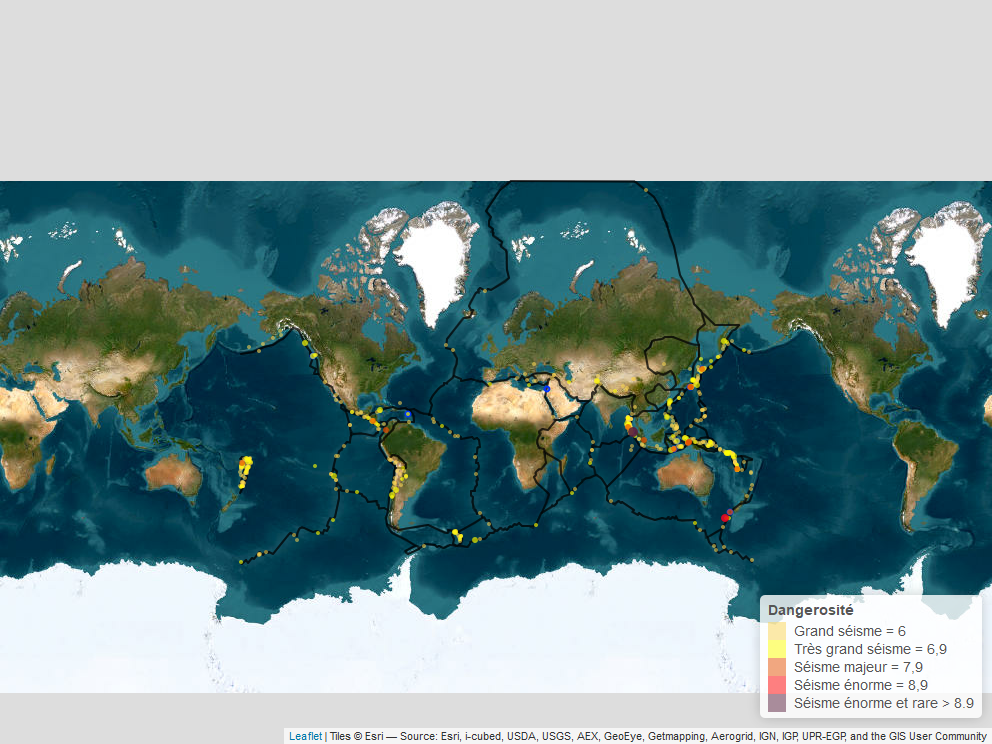 Dangerosité
Grand séisme = 6
Très grand séisme = 6,9
Séisme majeur = 7,9
Séisme énorme = 8,9
Séisme énorme et rare > 8.9
Leaflet | Tiles © Esri — Source: Esri, i-cubed, USDA, USGS, AEX, GeoEye, Getmapping, Aerogrid, IGN, IGP, UPR-EGP, and the GIS User Community